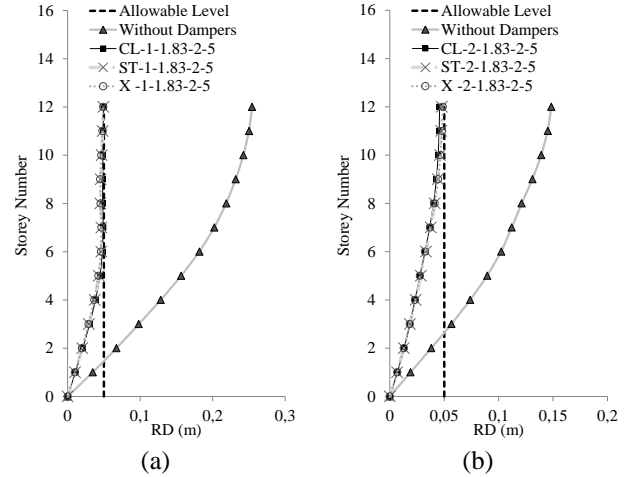 Allowable Level
Without Dampers
CL-1-1.83-2-5
ST-1-1.83-2-5
X -1-1.83-2-5
14
12
10
8
6
4
2
0
Storey Number
0
0,1
0,2
0,3
RD (m)
(a)
Allowable Level
Without Dampers
CL-2-1.83-2-5
ST-2-1.83-2-5
X -2-1.83-2-5
14
12
10
8
6
4
2
0
Storey Number
0
0,05
0,1
0,15
0,2
RD (m)
(b)